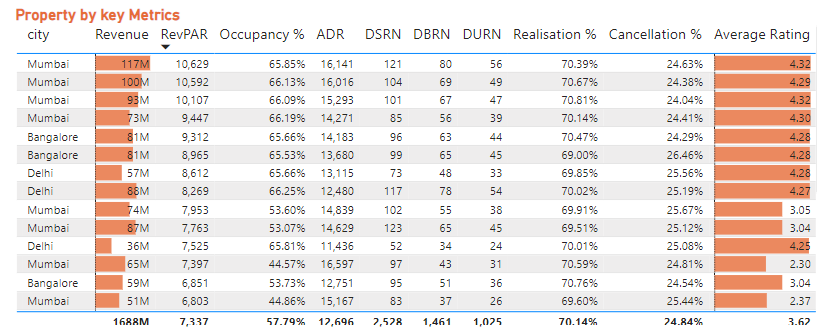 Property by key Metrics
city Revenue RevPAR Occupancy % ADR DSRN DBRN DURN Realisation % Cancellation % Average Rating
Mumbai 117M 10,629 65.85% 16,141 121 80 56 70.39% 24.63% 4.32
Mumbai 100M 10,592 66.13% 16,016 104 69 49 70.67% 24.38% 4.29
Mumbai 93M 10,107 66.09% 15,293 101 67 47 70.81% 24.04% 4.32
Mumbai 73M 9,447 66.19% 14,271 85 56 39 70.14% 24.41% 4.30
Bangalore 81M 9,312 65.66% 14,183 96 63 44 70.47% 24.29% 4.28
Bangalore 81M 8,965 65.53% 13,680 99 65 45 69.00% 26.46% 4.28
Delhi 57M 8,612 65.66% 13,115 73 48 33 69.85% 25.56% 4.28
Delhi 88M 8,269 66.25% 12,480 117 78 54 70.02% 25.19% 4.27
Mumbai 74M 7,953 53.60% 14,839 102 55 38 69.91% 25.67% 3.05
Mumbai 87M 7,763 53.07% 14,629 123 65 45 69.51% 25.12% 3.04
Delhi 36M 7,525 65.81% 11,436 52 34 24 70.01% 25.08% 4.25
Mumbai 65M 7,397 44.57% 16,597 97 43 31 70.59% 24.81% 2.30
Bangalore 59M 6,851 53.73% 12,751 95 51 36 70.76% 24.54% 3.04
Mumbai 51M 6,803 44.86% 15,167 83 37 26 69.60% 25.44% 2.37
1688M 7,337 57.79% 12,696 2,528 1,461 1,025 70.14% 24.84% 3.62